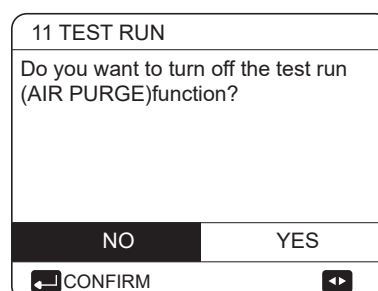 11 TEST RUN
Do you want to turn off the test run
(AIR PURGE)function?
NO YES
CONFIRM